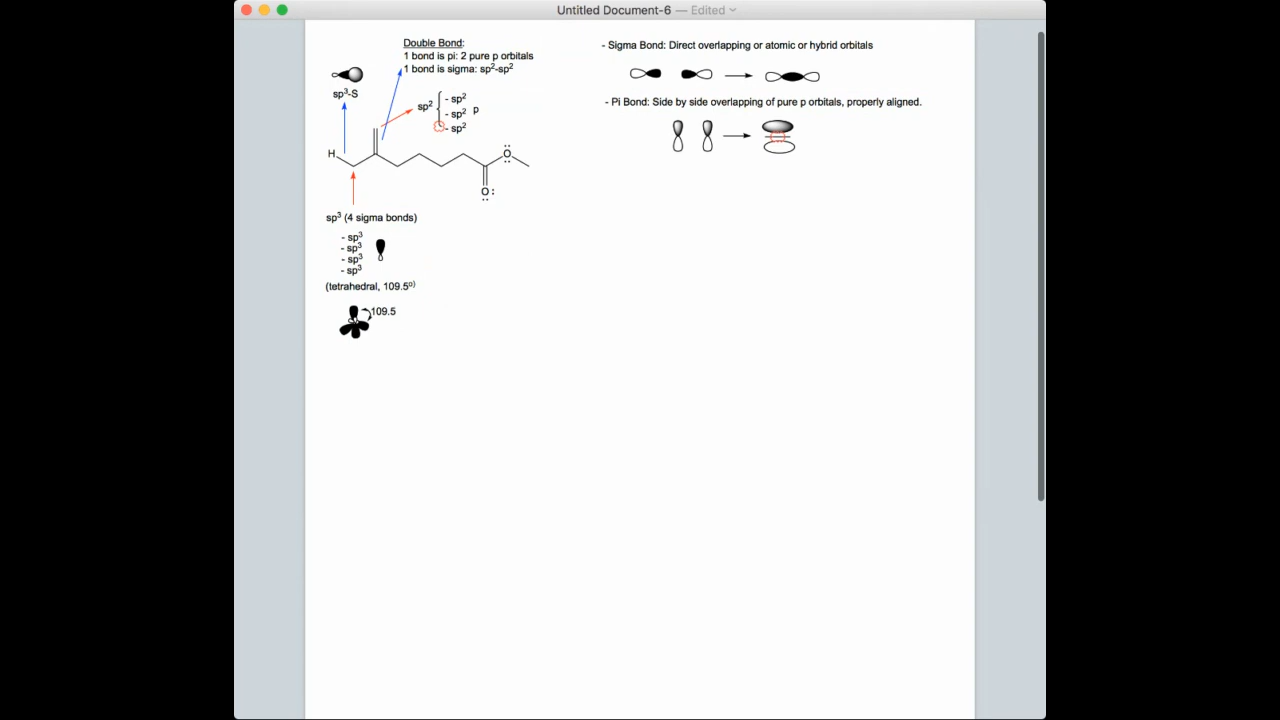 Untitled Document-6 — Edited
Double Bond:
1 bond is pi: 2 pure p orbitals
1 bond is sigma: sp²-sp²
sp³-S
sp²
- sp²
- sp²
- sp²
p
H
O
O
sp³ (4 sigma bonds)
- sp³
- sp³
- sp³
- sp³
(tetrahedral, 109.5º)
109.5
- Sigma Bond: Direct overlapping or atomic or hybrid orbitals
- Pi Bond: Side by side overlapping of pure p orbitals, properly aligned.